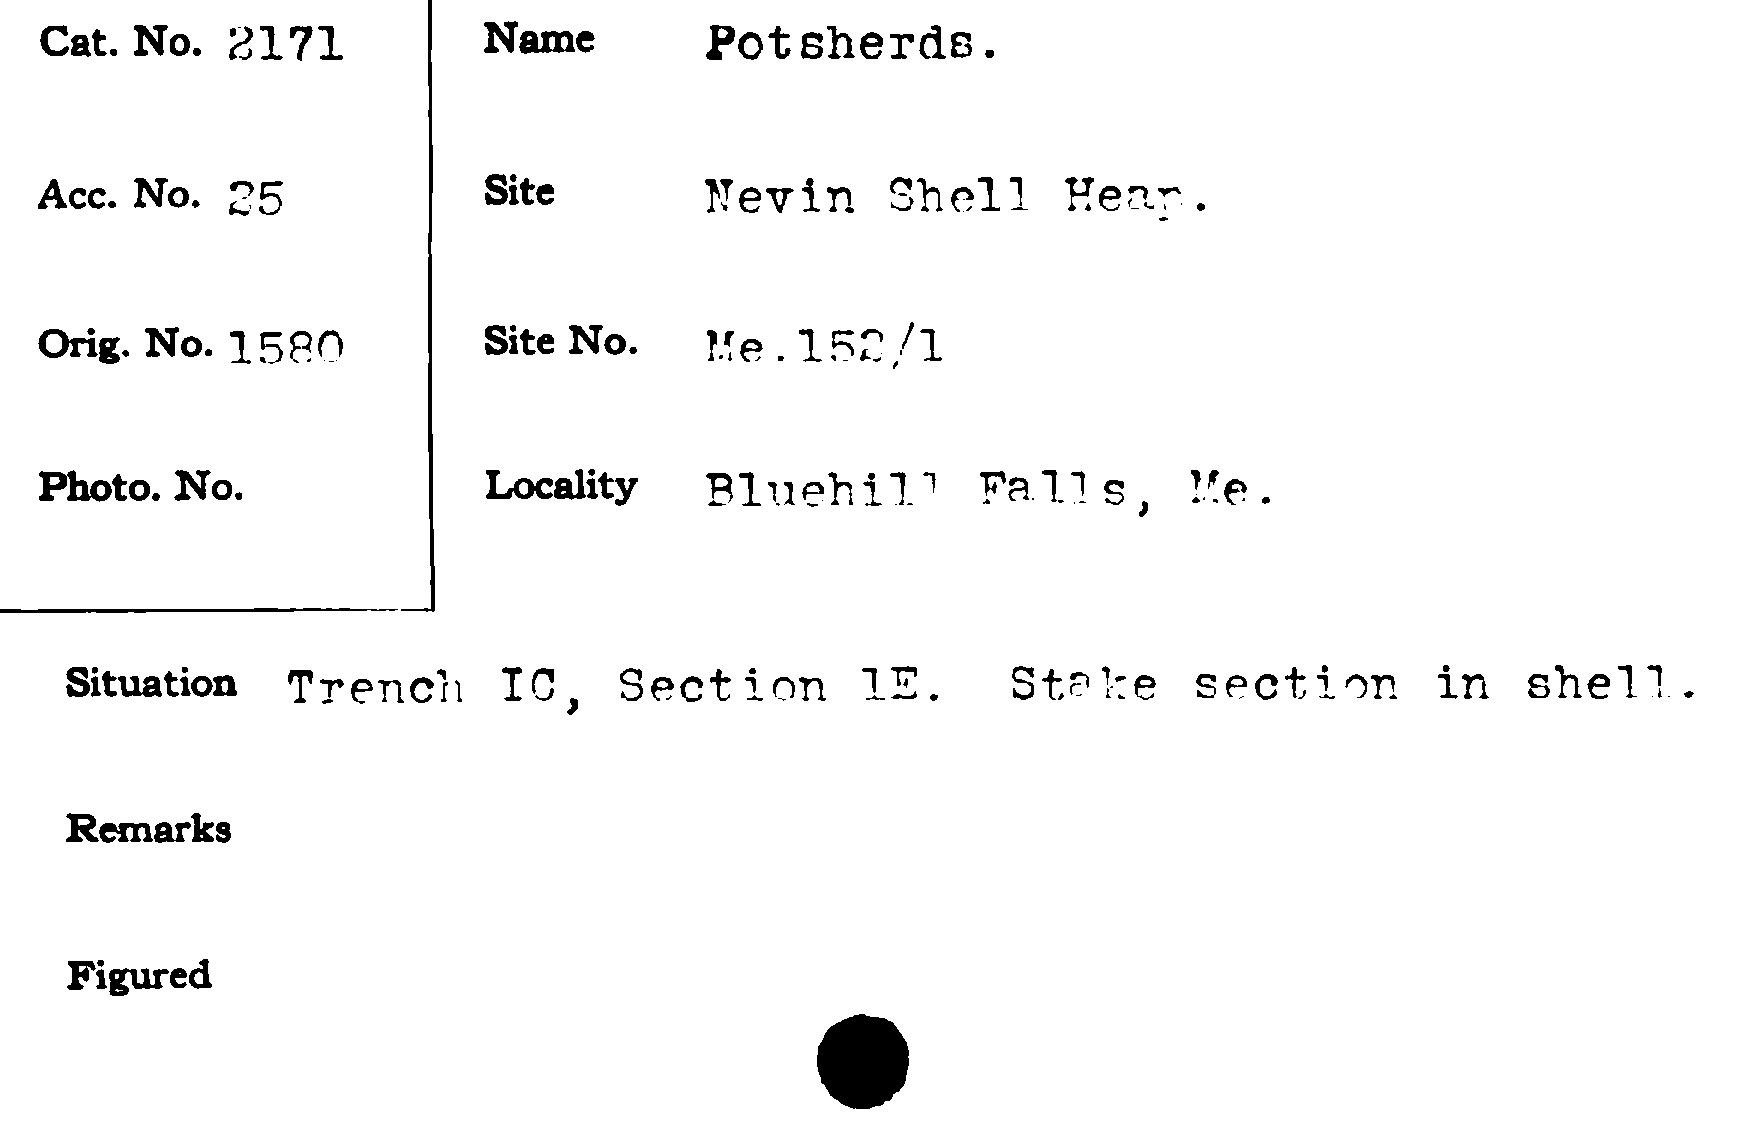 Cat. No. 2171
Name Potsherds.
Acc. No. 25
Site Nevin Shell Heap.
Orig. No. 1580
Site No. Me.152/1
Photo. No.
Locality Bluehill Falls, Me.
Situation Trench IC, Section 1E. Stake section in shell.
Remarks
Figured